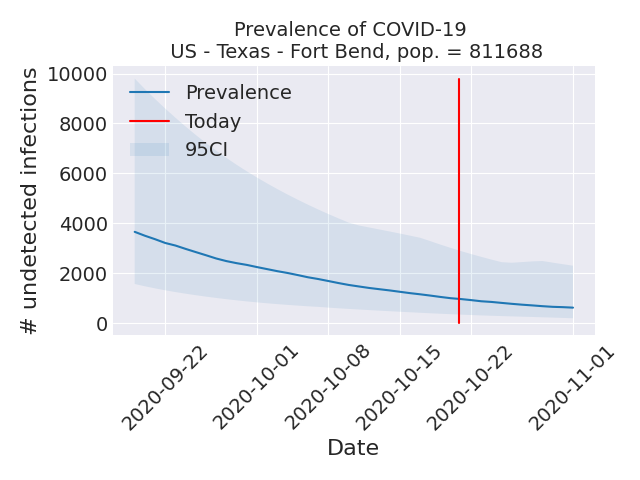 Prevalence of COVID-19
US - Texas - Fort Bend, pop. = 811688
# undetected infections
10000
8000
6000
4000
2000
0
Prevalence
Today
95CI
2020-09-22
2020-10-01
2020-10-08
2020-10-15
2020-10-22
2020-11-01
Date